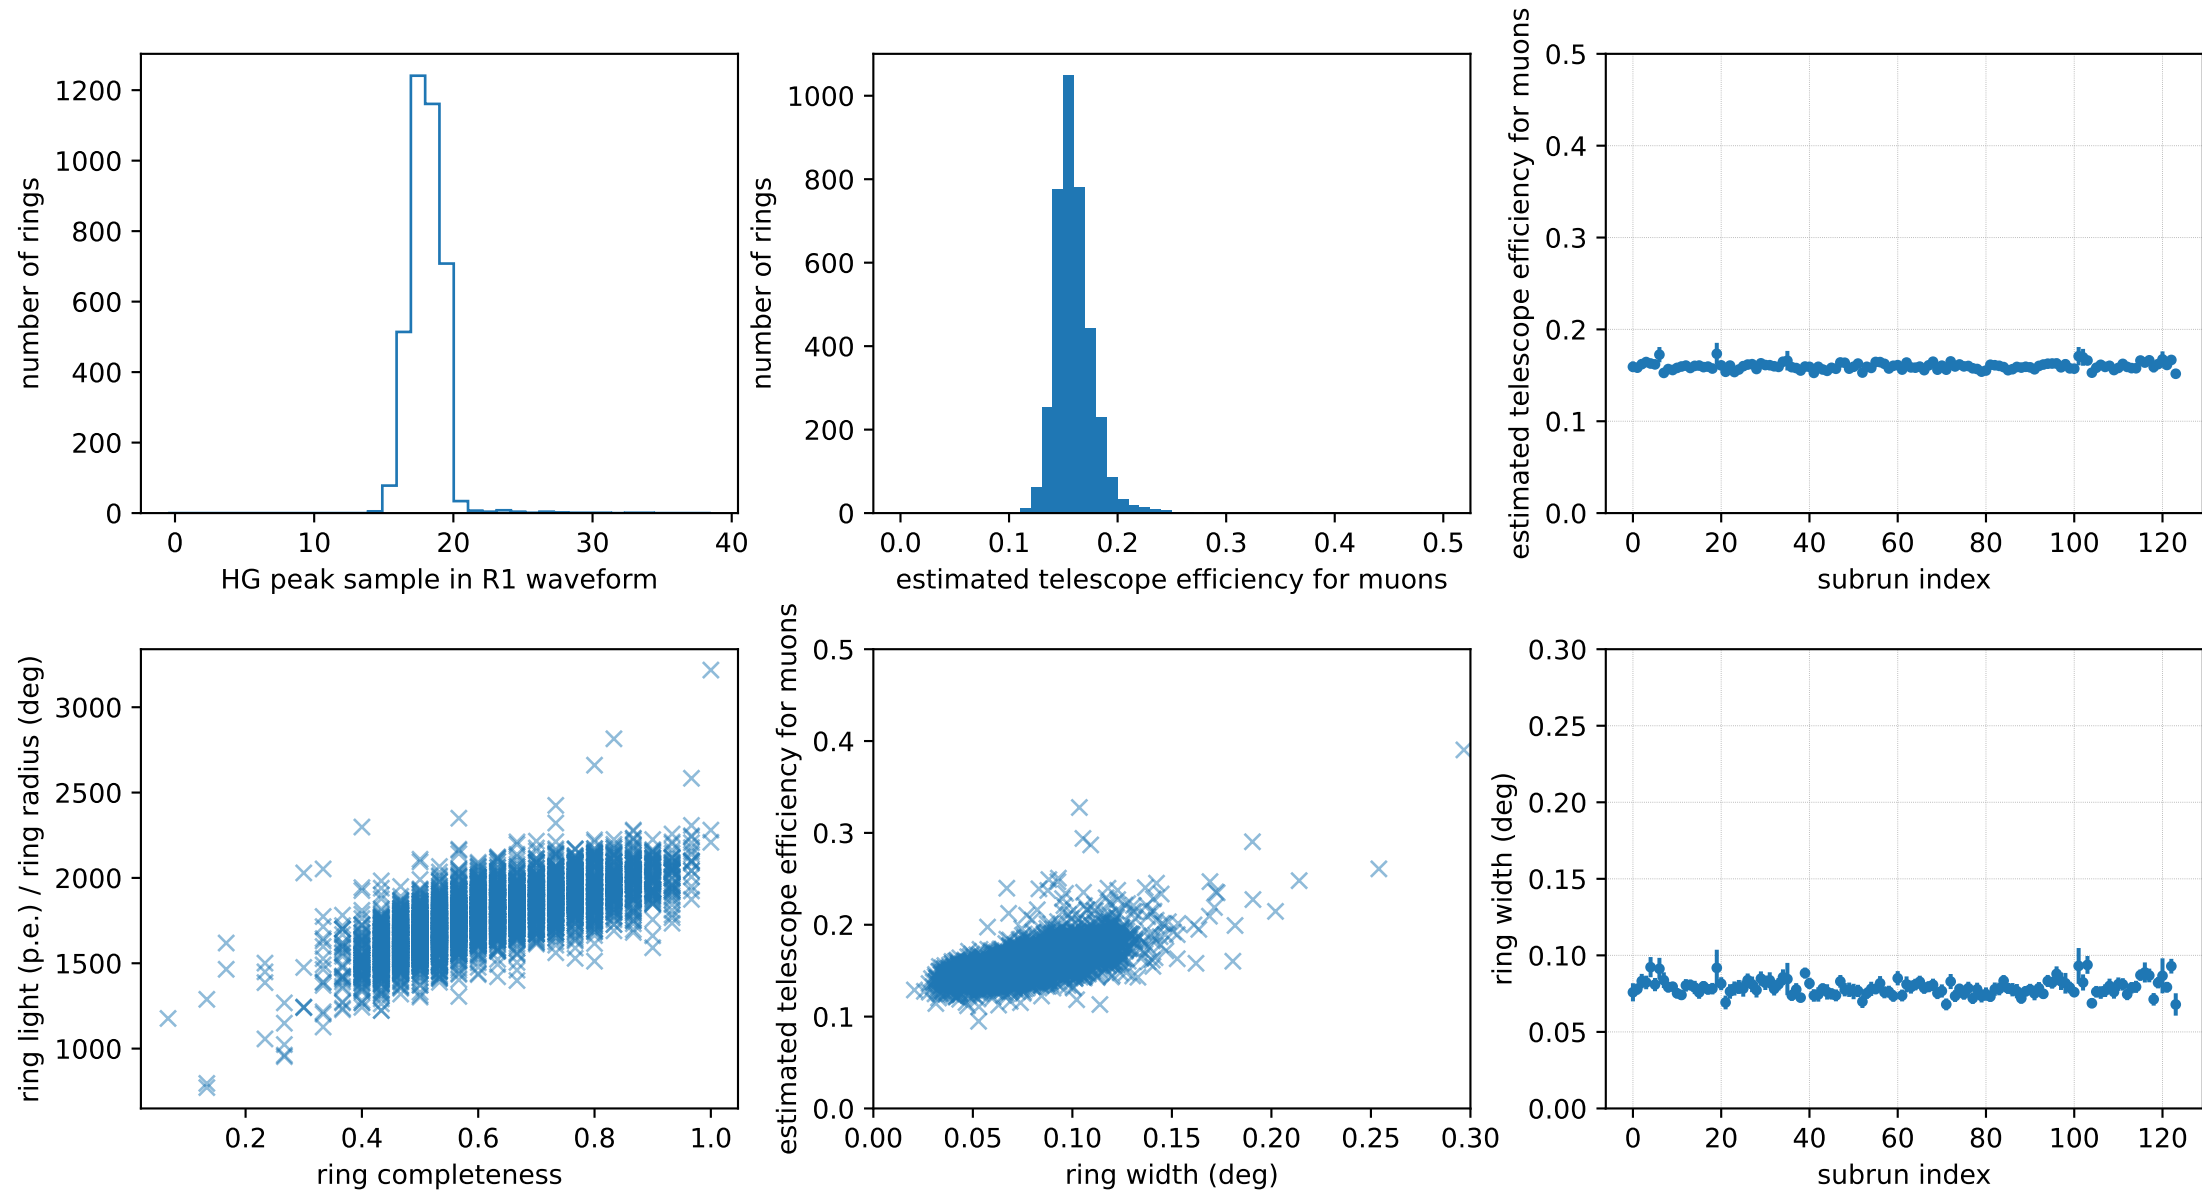 number of rings
1200
1000
800
600
400
200
0
0 10 20 30 40
HG peak sample in R1 waveform
number of rings
1000
800
600
400
200
0
0.0 0.1 0.2 0.3 0.4 0.5
estimated telescope efficiency for muons
estimated telescope efficiency for muons
0.5
0.4
0.3
0.2
0.1
0.0
0 20 40 60 80 100 120
subrun index
ring light (p.e.) / ring radius (deg)
3000
2500
2000
1500
1000
0.2 0.4 0.6 0.8 1.0
ring completeness
estimated telescope efficiency for muons
0.5
0.4
0.3
0.2
0.1
0.0
0.00 0.05 0.10 0.15 0.20 0.25 0.30
ring width (deg)
ring width (deg)
0.30
0.25
0.20
0.15
0.10
0.05
0.00
0 20 40 60 80 100 120
subrun index